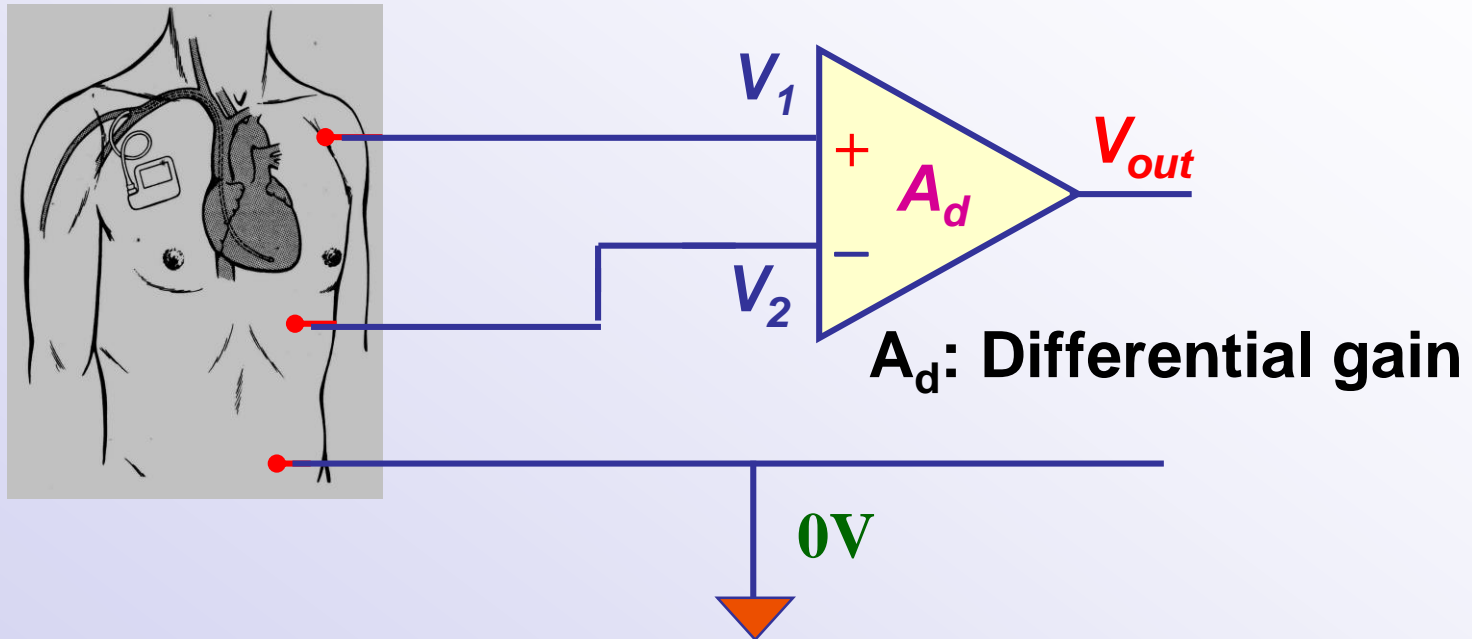 V1
+
Ad
Vout
−
V2
Ad: Differential gain
0V